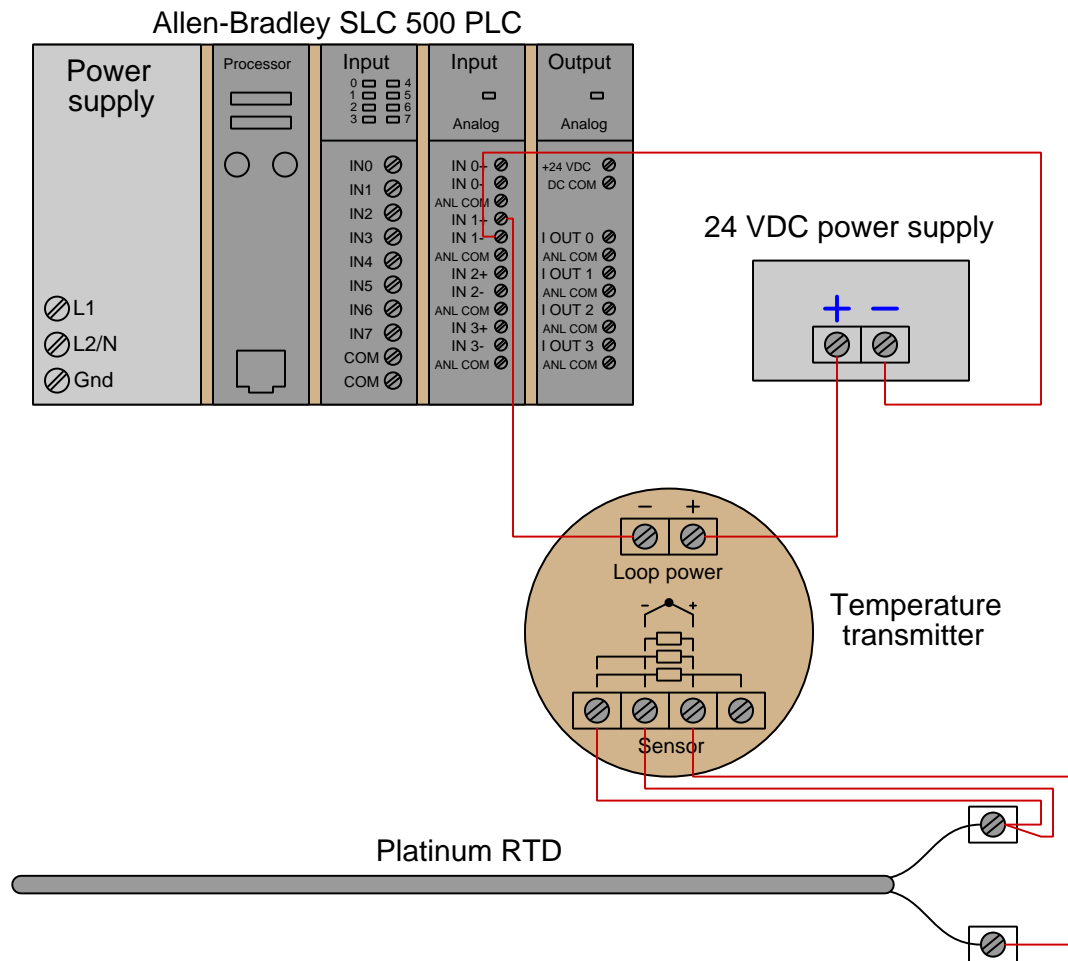 Allen-Bradley SLC 500 PLC
Power
supply
L1
L2/N
Gnd
Processor
Input
0 4
1 5
2 6
3 7
IN0
IN1
IN2
IN3
IN4
IN5
IN6
IN7
COM
COM
Input
Analog
IN 0+
IN 0-
ANL COM
IN 1+
IN 1-
ANL COM
IN 2+
IN 2-
ANL COM
IN 3+
IN 3-
ANL COM
Output
Analog
+24 VDC
DC COM
I OUT 0
ANL COM
I OUT 1
ANL COM
I OUT 2
ANL COM
I OUT 3
ANL COM
24 VDC power supply
+ −
− +
Loop power
- +
Sensor
Temperature
transmitter
Platinum RTD